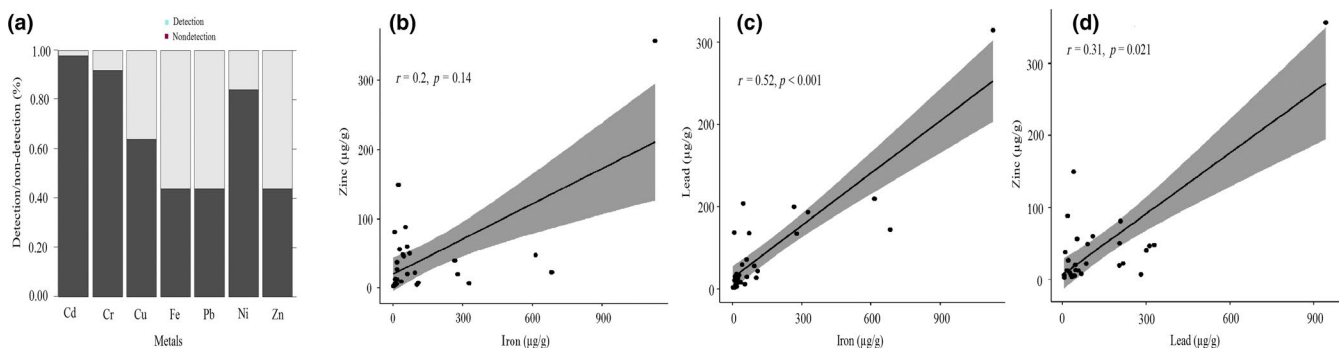 (a)
Detection
Nondetection
Detection/non-detection (%)
1.00
0.80
0.60
0.40
0.20
0.00
Cd Cr Cu Fe Pb Ni Zn
Metals
(b)
r = 0.2, p = 0.14
Zinc (µg/g)
300
200
100
0
0 300 600 900
Iron (µg/g)
(c)
r = 0.52, p < 0.001
Lead (µg/g)
300
200
200
0
0 300 600 900
Iron (µg/g)
(d)
r = 0.31, p = 0.021
Zinc (µg/g)
300
200
100
0
0 300 600 900
Lead (µg/g)